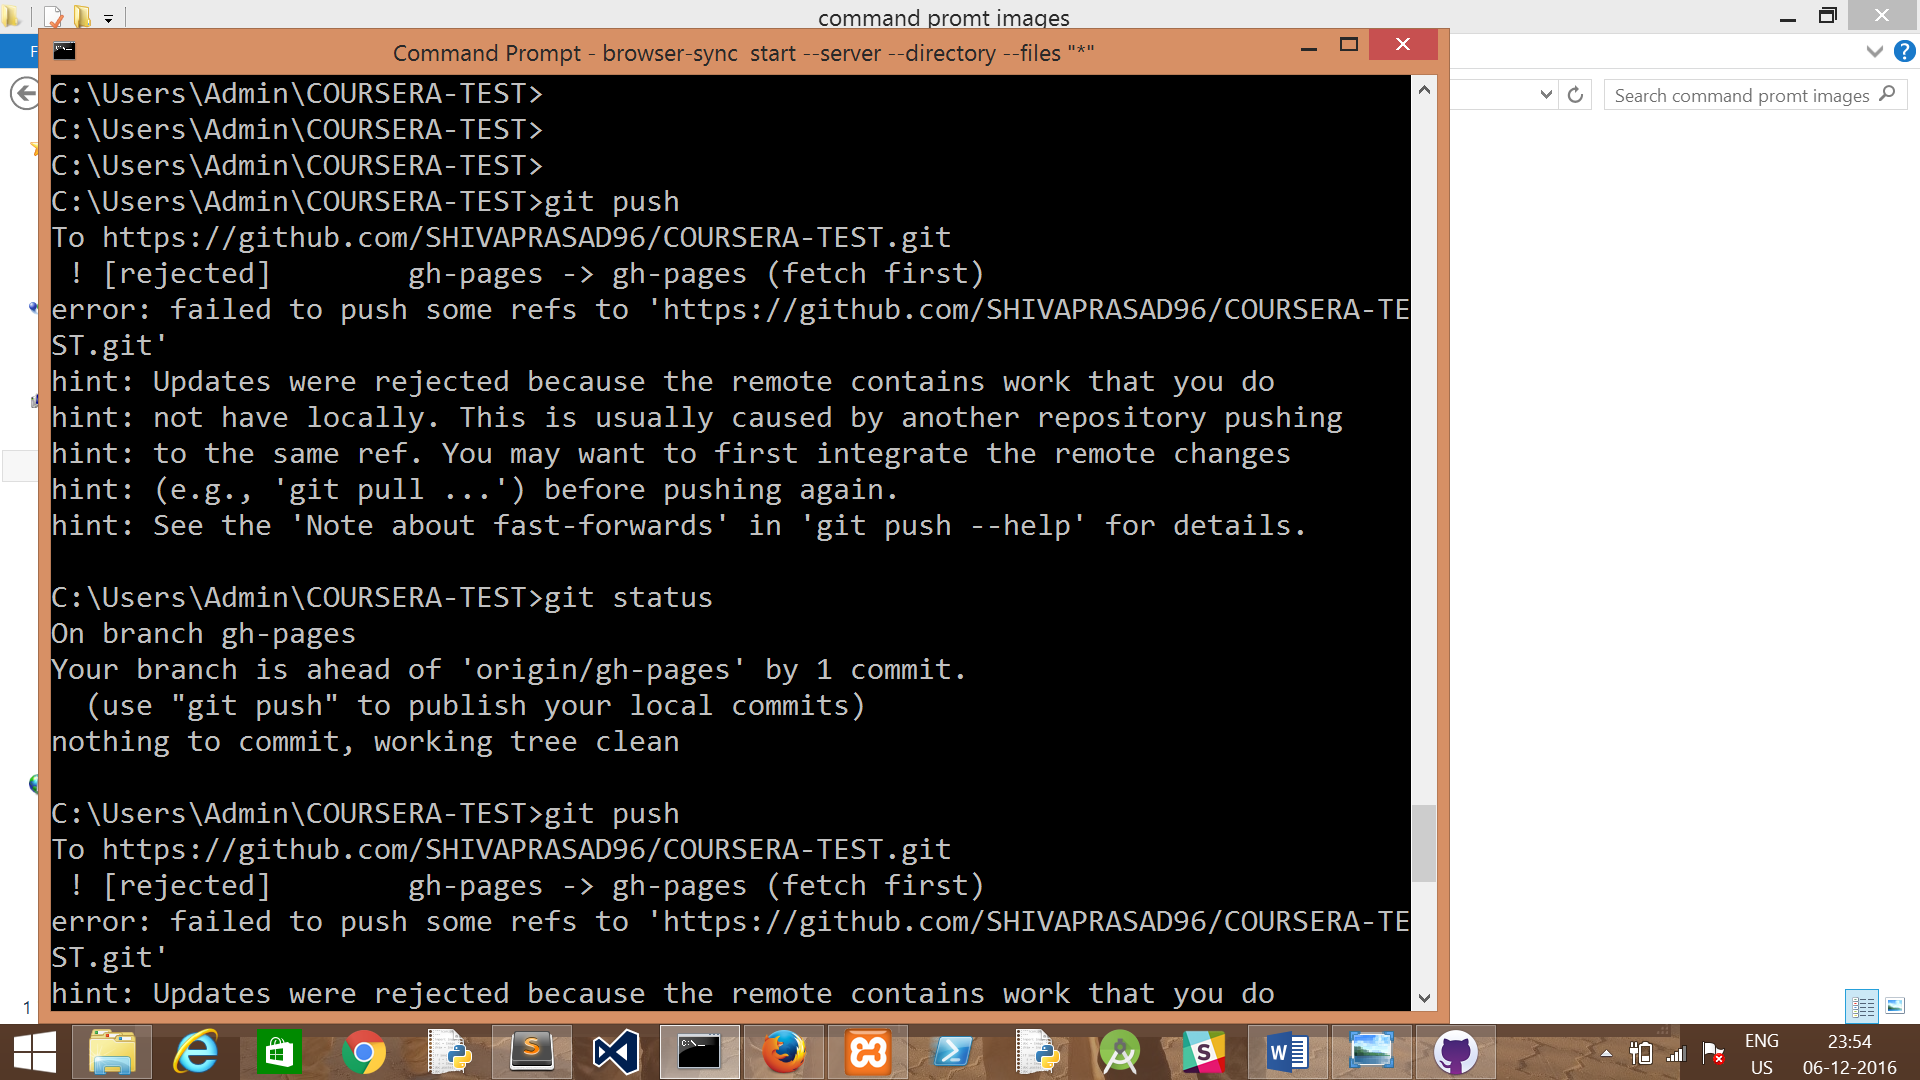 command promt images
F
Command Prompt - browser-sync  start --server --directory --files "*"
Search command promt images
C:\Users\Admin\COURSERA-TEST>
C:\Users\Admin\COURSERA-TEST>
C:\Users\Admin\COURSERA-TEST>
C:\Users\Admin\COURSERA-TEST>git push
To https://github.com/SHIVAPRASAD96/COURSERA-TEST.git
 ! [rejected]        gh-pages -> gh-pages (fetch first)
error: failed to push some refs to 'https://github.com/SHIVAPRASAD96/COURSERA-TE
ST.git'
hint: Updates were rejected because the remote contains work that you do
hint: not have locally. This is usually caused by another repository pushing
hint: to the same ref. You may want to first integrate the remote changes
hint: (e.g., 'git pull ...') before pushing again.
hint: See the 'Note about fast-forwards' in 'git push --help' for details.
C:\Users\Admin\COURSERA-TEST>git status
On branch gh-pages
Your branch is ahead of 'origin/gh-pages' by 1 commit.
  (use "git push" to publish your local commits)
nothing to commit, working tree clean
C:\Users\Admin\COURSERA-TEST>git push
To https://github.com/SHIVAPRASAD96/COURSERA-TEST.git
 ! [rejected]        gh-pages -> gh-pages (fetch first)
error: failed to push some refs to 'https://github.com/SHIVAPRASAD96/COURSERA-TE
ST.git'
hint: Updates were rejected because the remote contains work that you do
1
ENG
US
23:54
06-12-2016